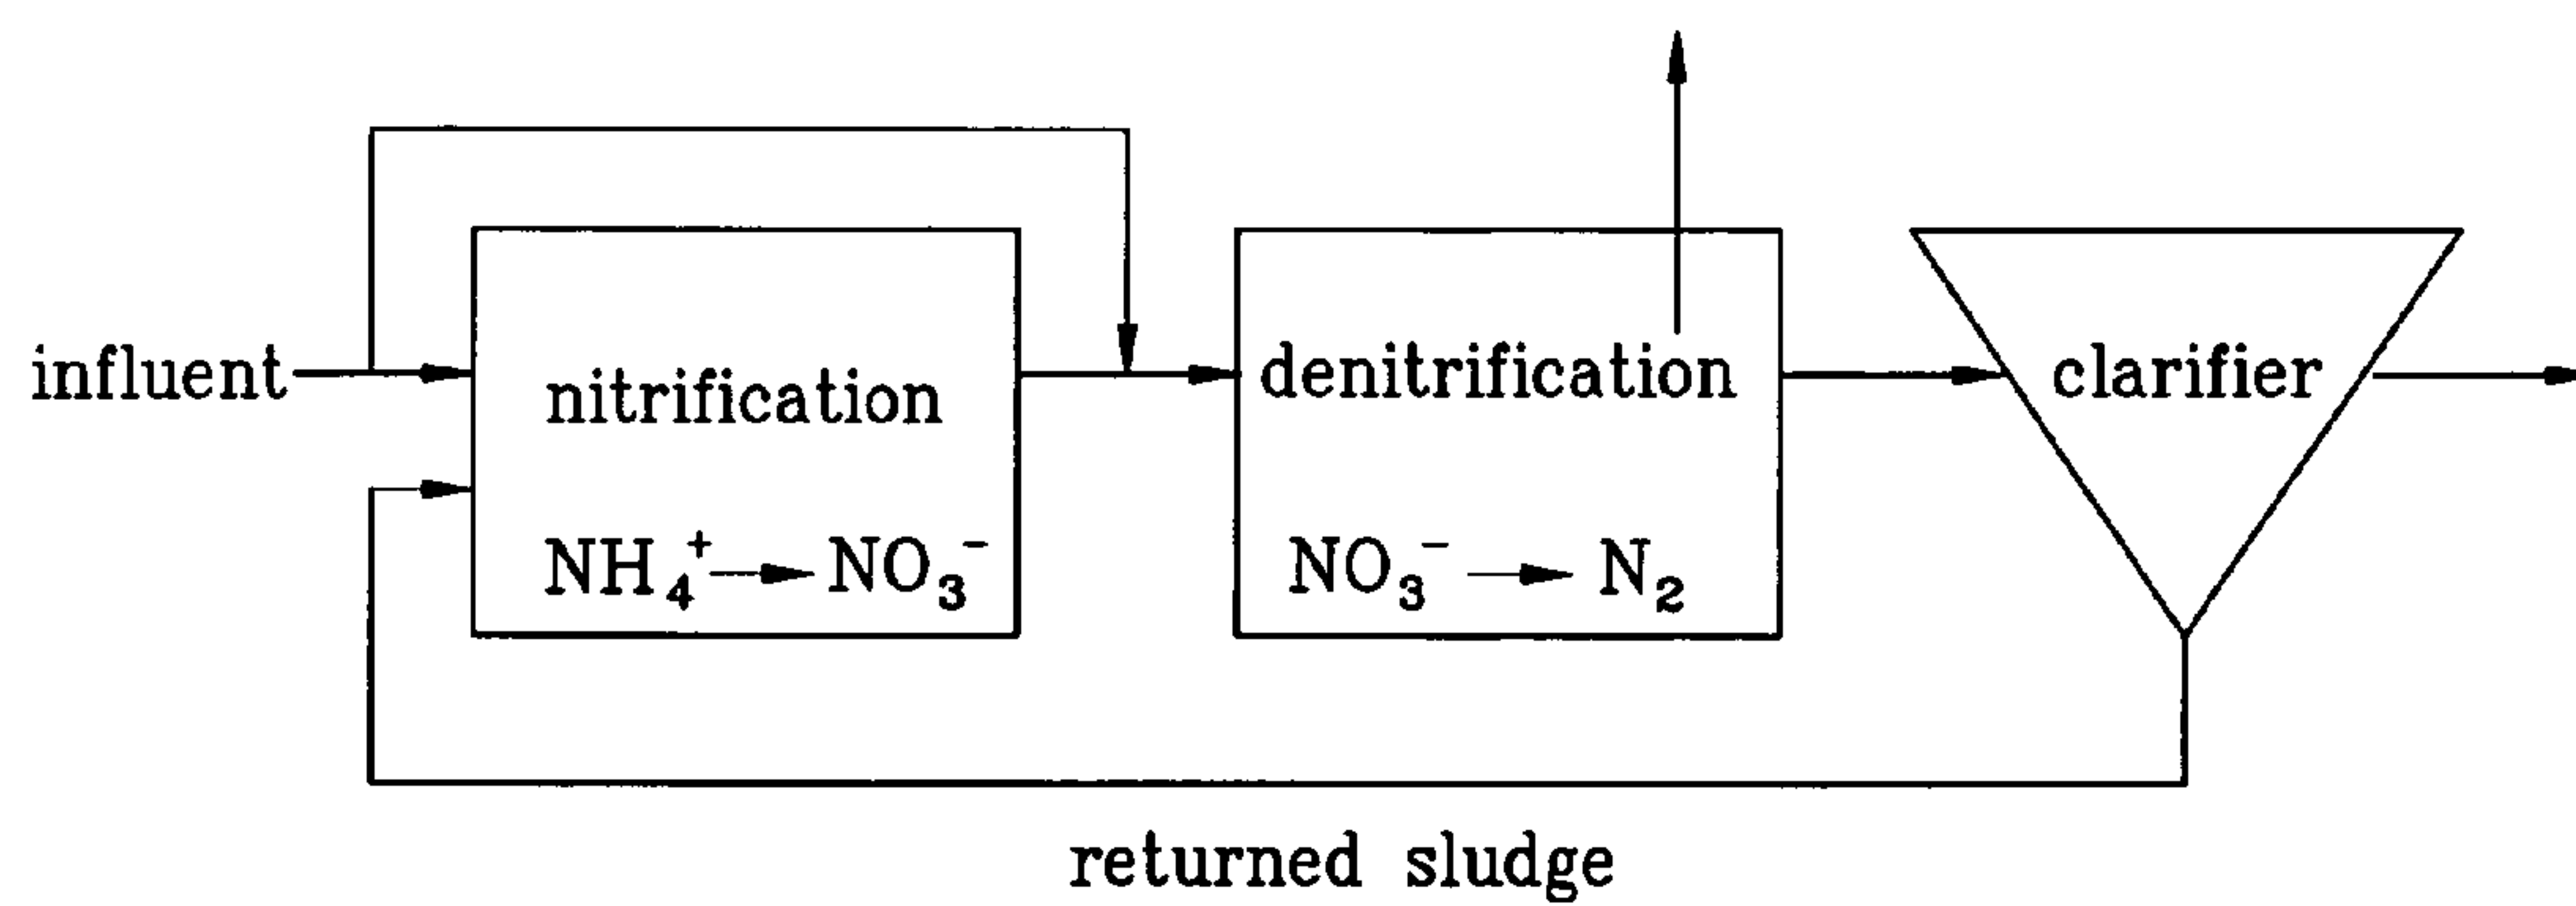 influent
nitrification
NH₄⁺ → NO₃⁻
denitrification
NO₃⁻ → N₂
clarifier
returned sludge